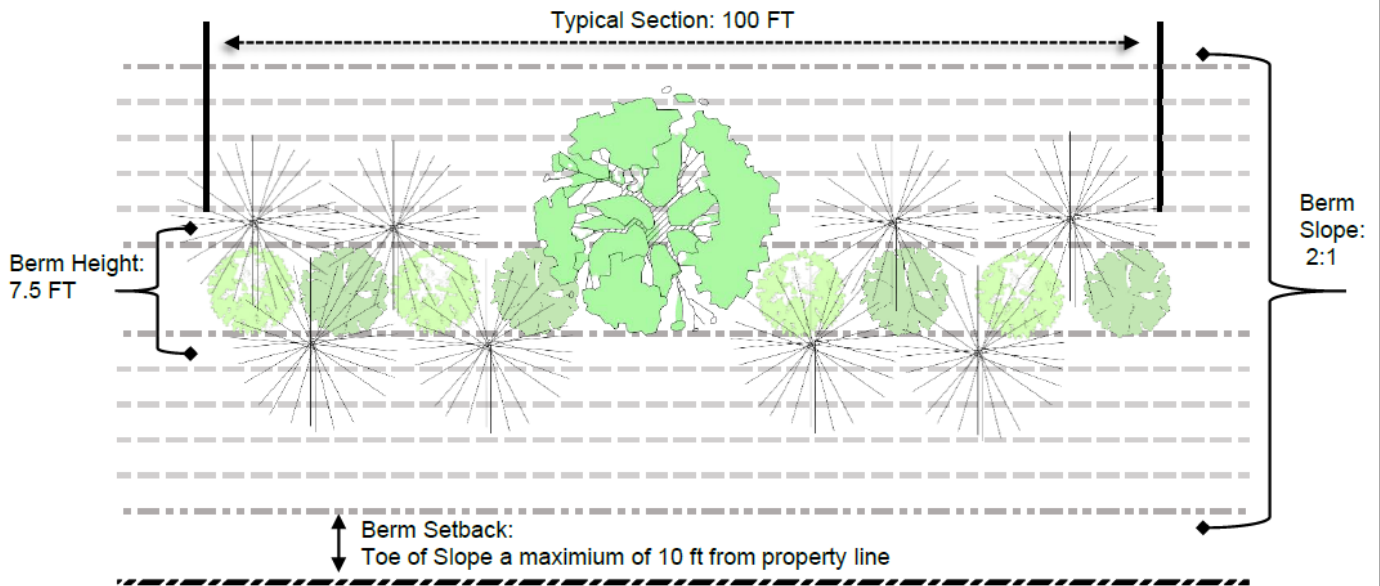 Typical Section: 100 FT
Berm Height:
7.5 FT
Berm
Slope:
2:1
Berm Setback:
Toe of Slope a maximium of 10 ft from property line